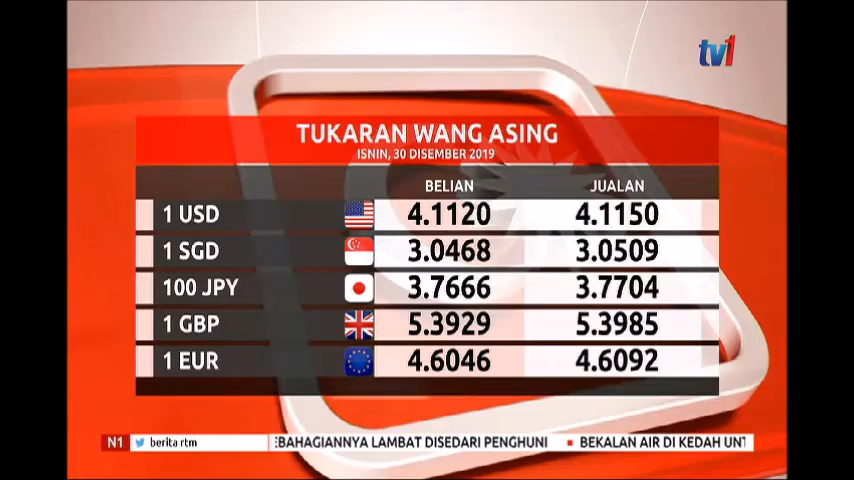 tv1
TUKARAN WANG ASING
ISNIN, 30 DISEMBER 2019
BELIAN JUALAN
1 USD 4.1120 4.1150
1 SGD 3.0468 3.0509
100 JPY 3.7666 3.7704
1 GBP 5.3929 5.3985
1 EUR 4.6046 4.6092
N1 berita rtm BAHAGIANNYA LAMBAT DISEDARI PENGHUNI ▪ BEKALAN AIR DI KEDAH